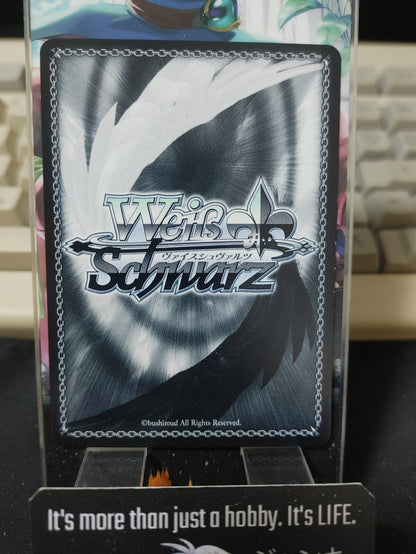 Weiß
ヴァイスシュヴァルツ
Schwarz
©bushiroad All Rights Reserved.
It's more than just a hobby. It's LIFE.